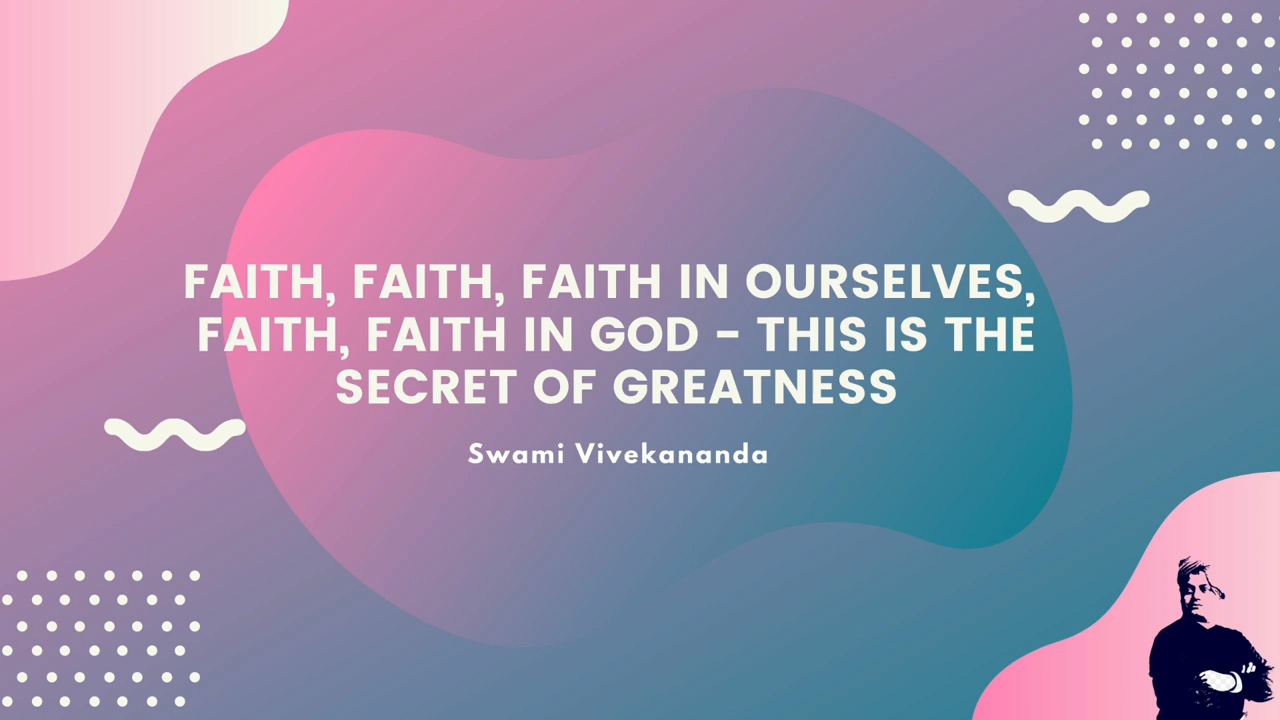 FAITH, FAITH, FAITH IN OURSELVES,
FAITH, FAITH IN GOD - THIS IS THE
SECRET OF GREATNESS
Swami Vivekananda